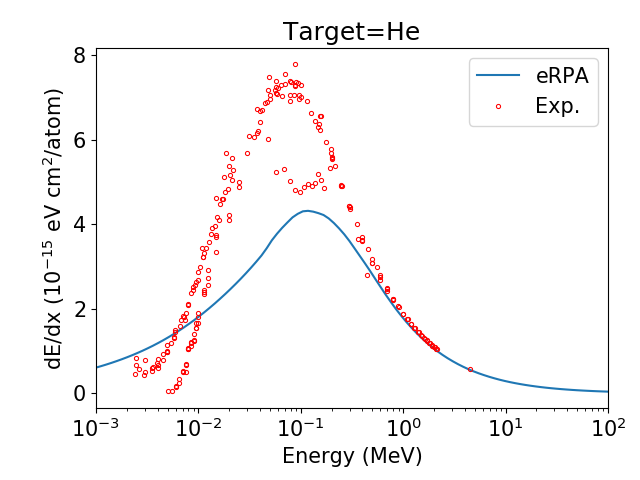 Target=He
eRPA
Exp.
dE/dx (10⁻¹⁵ eV cm²/atom)
8
6
4
2
0
10⁻³ 10⁻² 10⁻¹ 10⁰ 10¹ 10²
Energy (MeV)